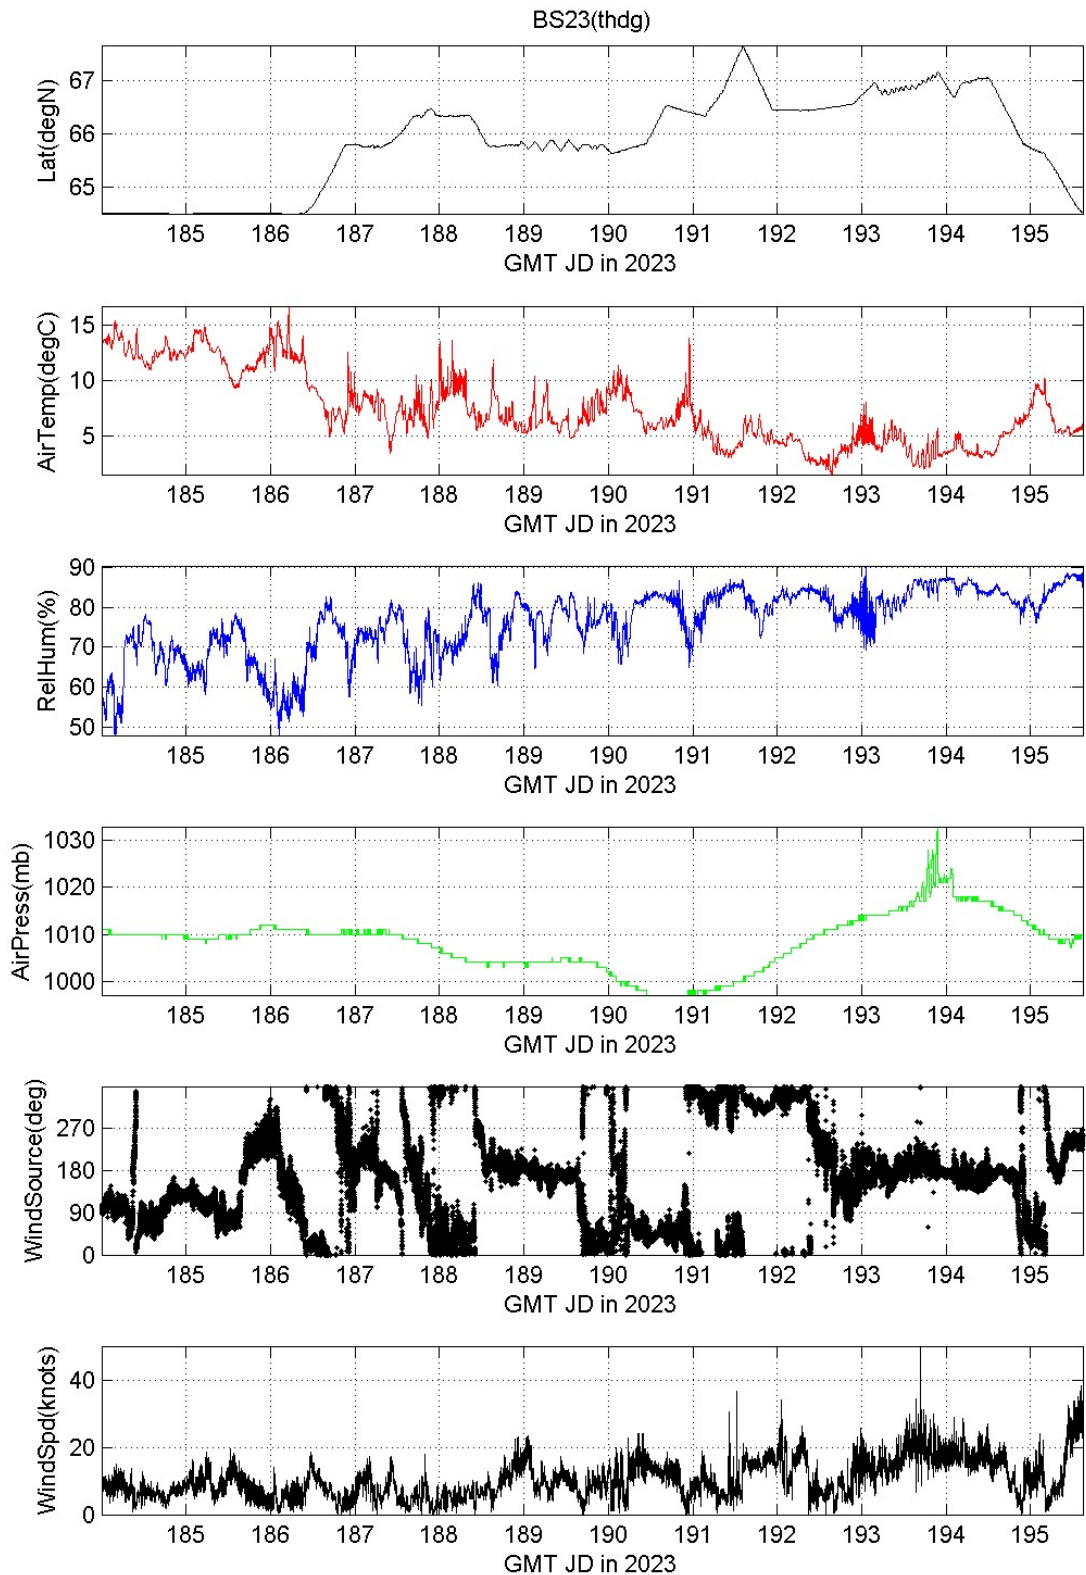 BS23(thdg)
Lat(degN)
67
66
65
185 186 187 188 189 190 191 192 193 194 195
GMT JD in 2023
AirTemp(degC)
15
10
5
185 186 187 188 189 190 191 192 193 194 195
GMT JD in 2023
RelHum(%)
90
80
70
60
50
185 186 187 188 189 190 191 192 193 194 195
GMT JD in 2023
AirPress(mb)
1030
1020
1010
1000
185 186 187 188 189 190 191 192 193 194 195
GMT JD in 2023
WindSource(deg)
270
180
90
0
185 186 187 188 189 190 191 192 193 194 195
GMT JD in 2023
WindSpd(knots)
40
20
0
185 186 187 188 189 190 191 192 193 194 195
GMT JD in 2023